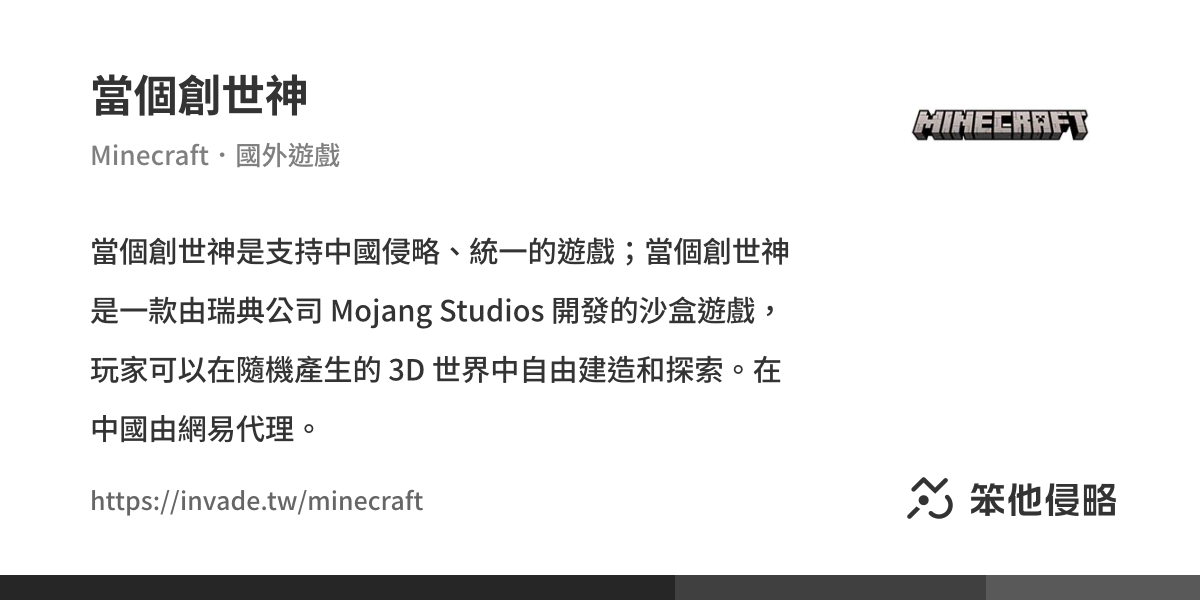 當個創世神
Minecraft・國外遊戲
MINECRAFT
當個創世神是支持中國侵略、統一的遊戲；當個創世神
是一款由瑞典公司 Mojang Studios 開發的沙盒遊戲，
玩家可以在隨機產生的 3D 世界中自由建造和探索。在
中國由網易代理。
https://invade.tw/minecraft
笨他侵略